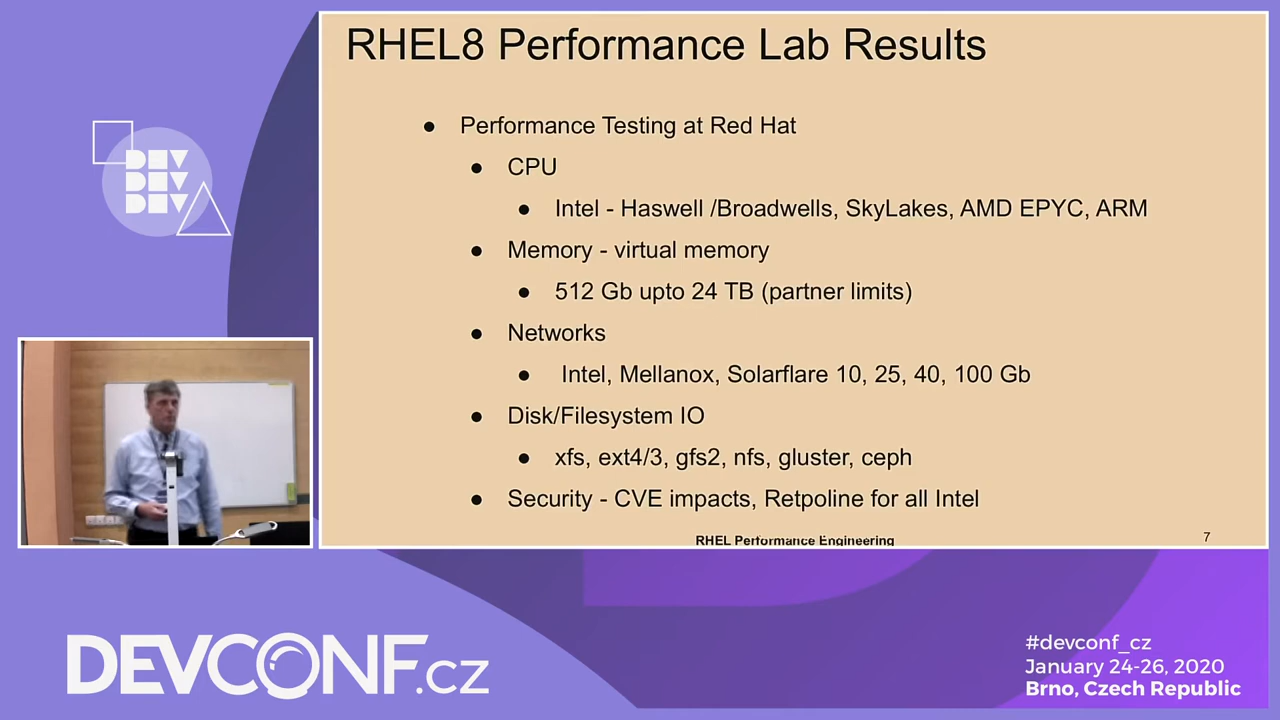 RHEL8 Performance Lab Results
● Performance Testing at Red Hat
● CPU
● Intel - Haswell /Broadwells, SkyLakes, AMD EPYC, ARM
● Memory - virtual memory
● 512 Gb upto 24 TB (partner limits)
● Networks
● Intel, Mellanox, Solarflare 10, 25, 40, 100 Gb
● Disk/Filesystem IO
● xfs, ext4/3, gfs2, nfs, gluster, ceph
● Security - CVE impacts, Retpoline for all Intel
RHEL Performance Engineering
7
DEV
DEV
DEV
DEVCONF.cz
#devconf_cz
January 24-26, 2020
Brno, Czech Republic